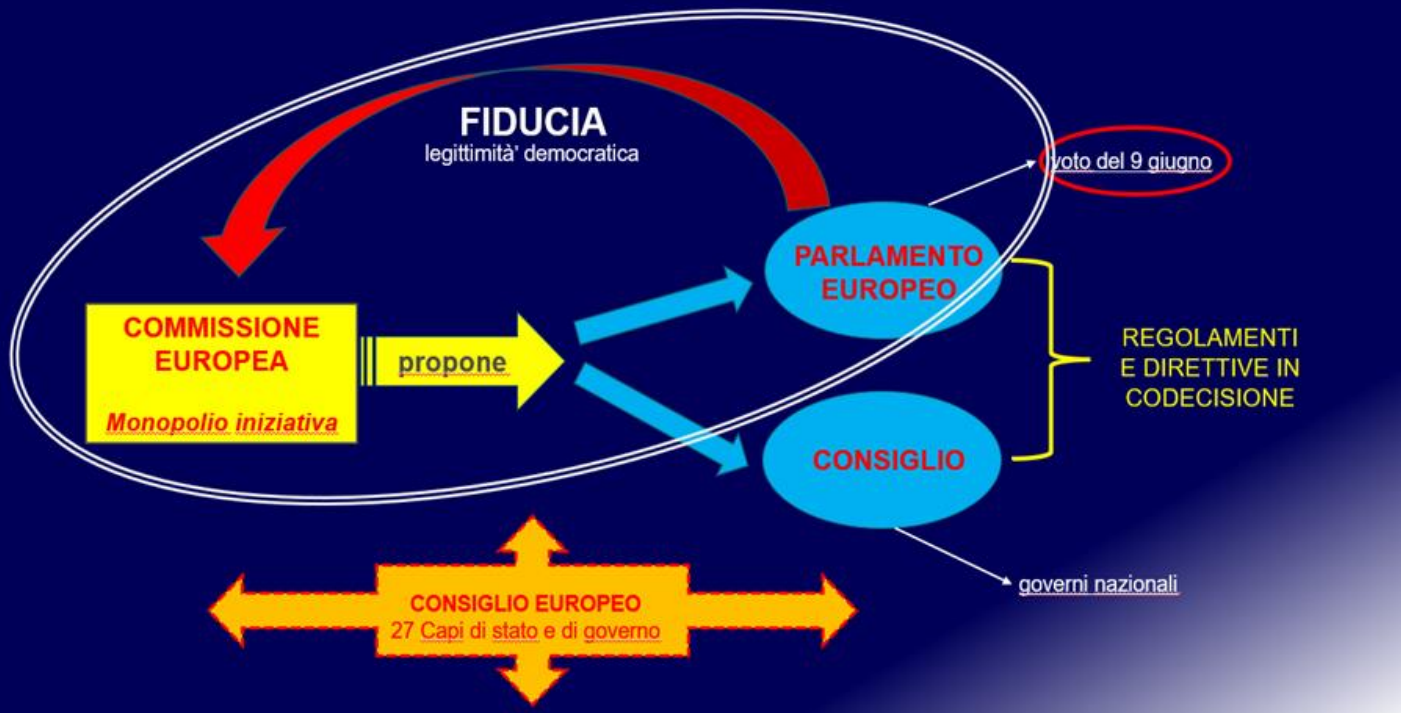 FIDUCIA
legittimità' democratica
voto del 9 giugno
PARLAMENTO
EUROPEO
COMMISSIONE
EUROPEA
Monopolio iniziativa
propone
REGOLAMENTI
E DIRETTIVE IN
CODECISIONE
CONSIGLIO
governi nazionali
CONSIGLIO EUROPEO
27 Capi di stato e di governo